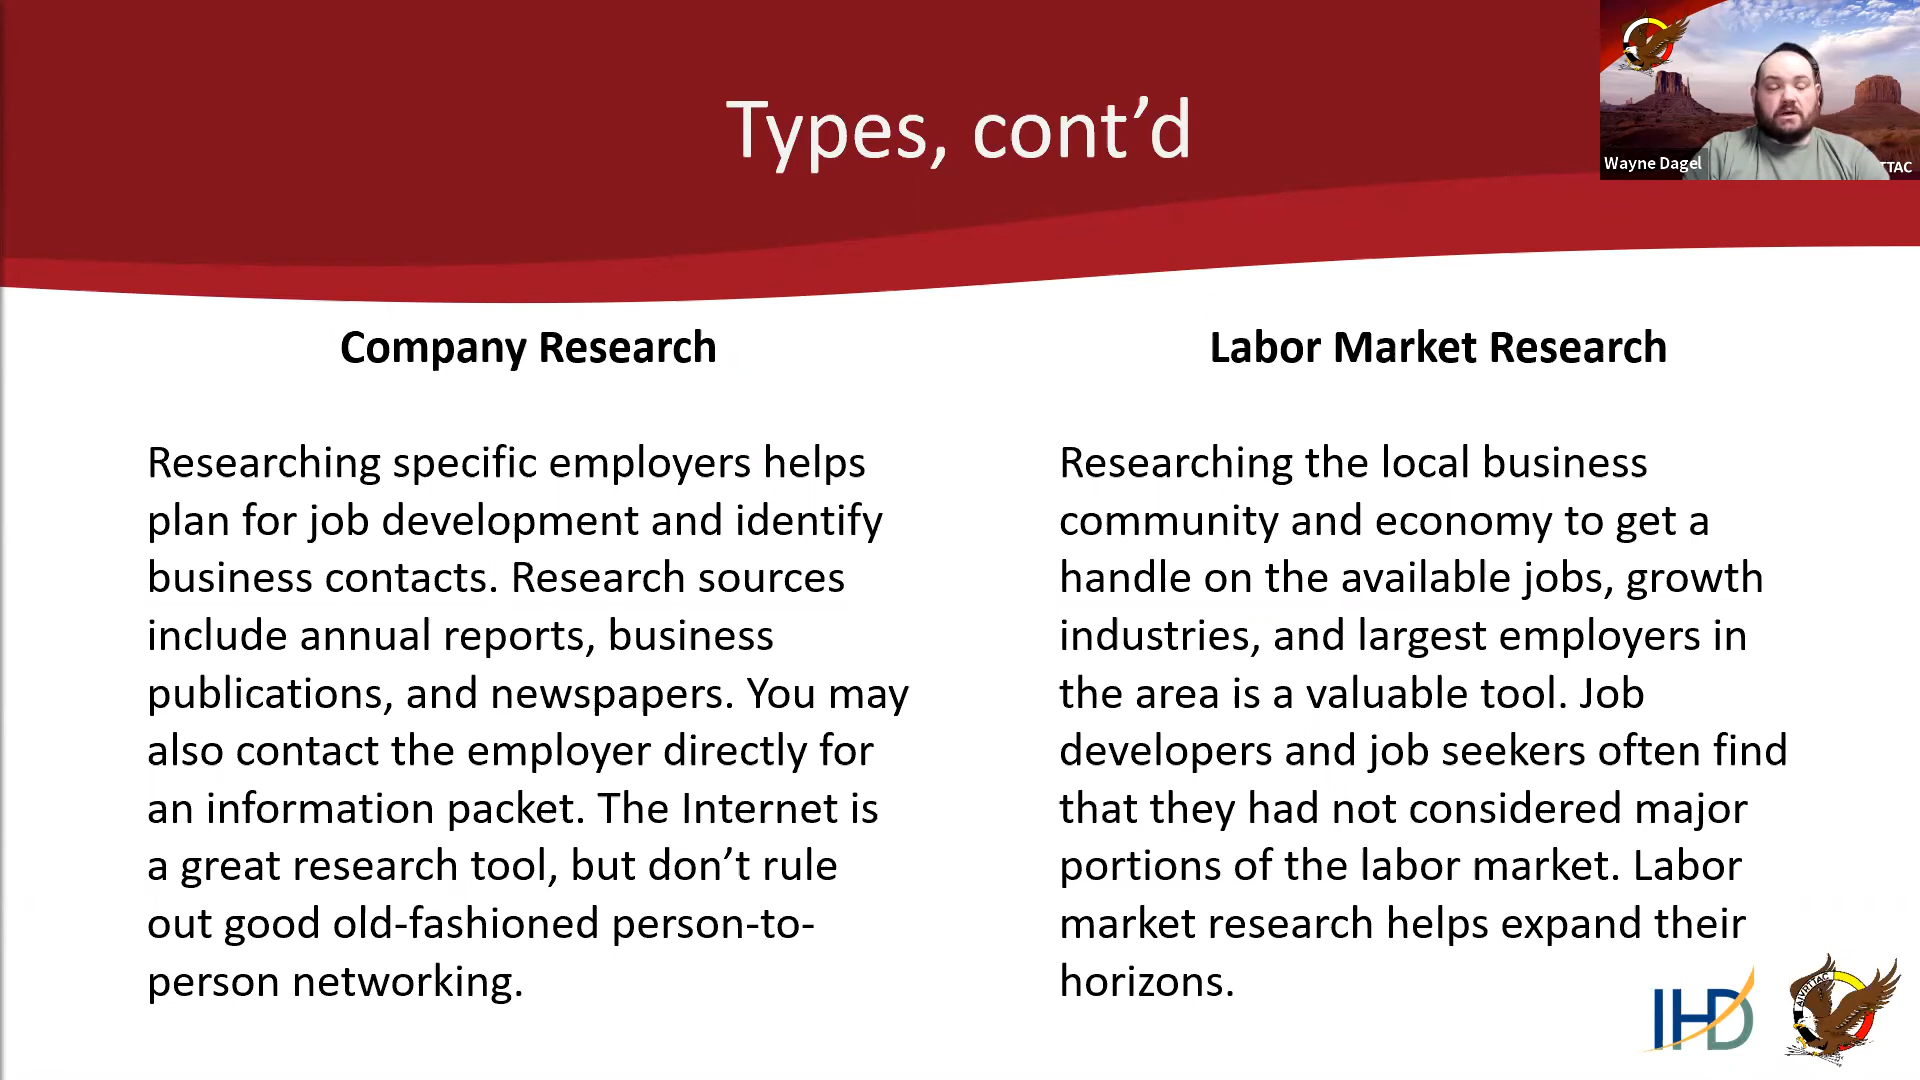 Types, cont’d
Wayne Dagel
TTAC
Company Research
Researching specific employers helps
plan for job development and identify
business contacts. Research sources
include annual reports, business
publications, and newspapers. You may
also contact the employer directly for
an information packet. The Internet is
a great research tool, but don’t rule
out good old-fashioned person-to-
person networking.
Labor Market Research
Researching the local business
community and economy to get a
handle on the available jobs, growth
industries, and largest employers in
the area is a valuable tool. Job
developers and job seekers often find
that they had not considered major
portions of the labor market. Labor
market research helps expand their
horizons.
IHD
AIVRTTAC